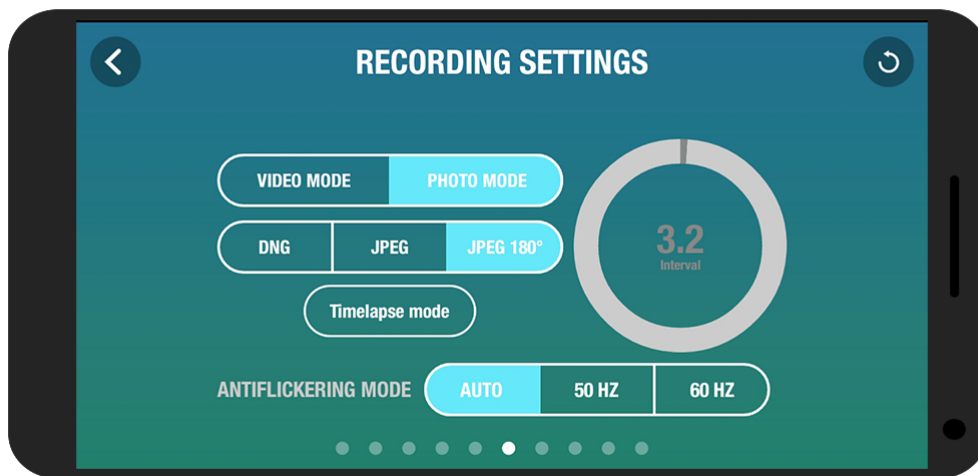 RECORDING SETTINGS
VIDEO MODE PHOTO MODE
DNG JPEG JPEG 180°
3.2
Interval
Timelapse mode
ANTIFLICKERING MODE AUTO 50 HZ 60 HZ